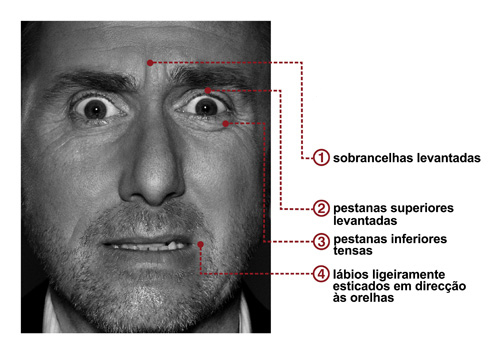 1 sobrancelhas levantadas
2 pestanas superiores
levantadas
3 pestanas inferiores
tensas
4 lábios ligeiramente
esticados em direcção
às orelhas